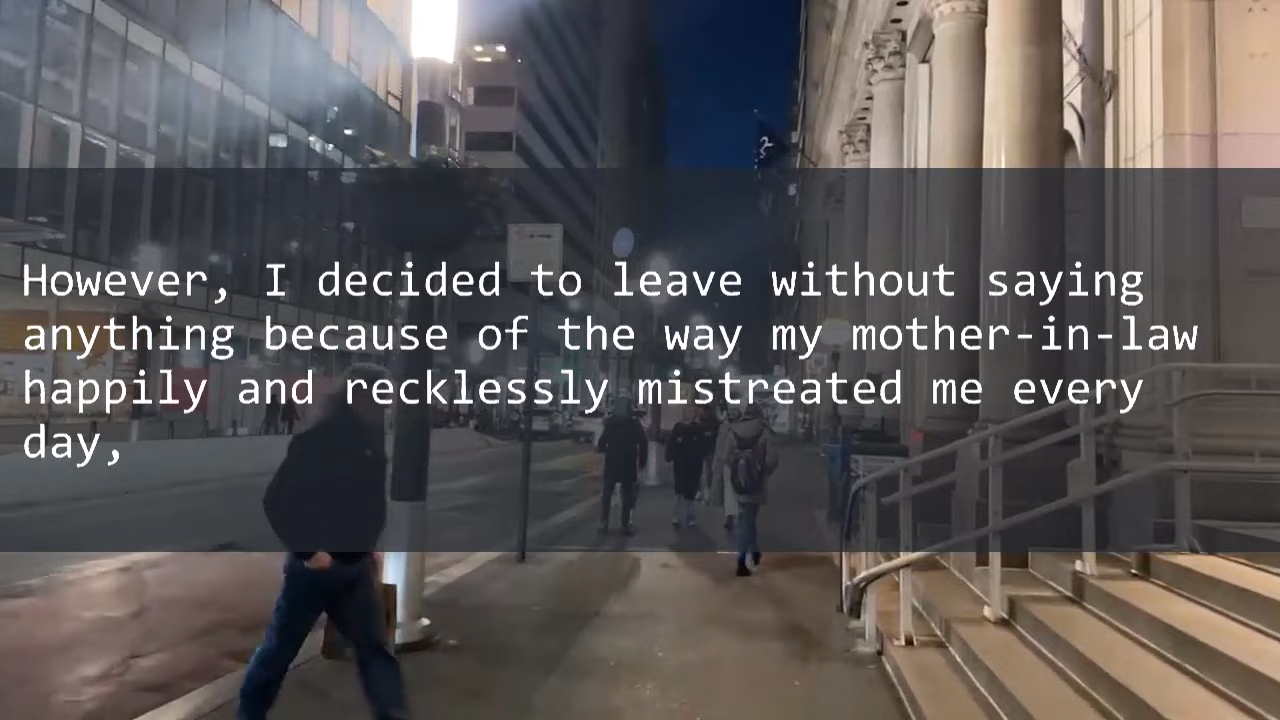 However, I decided to leave without saying
anything because of the way my mother-in-law
happily and recklessly mistreated me every
day,